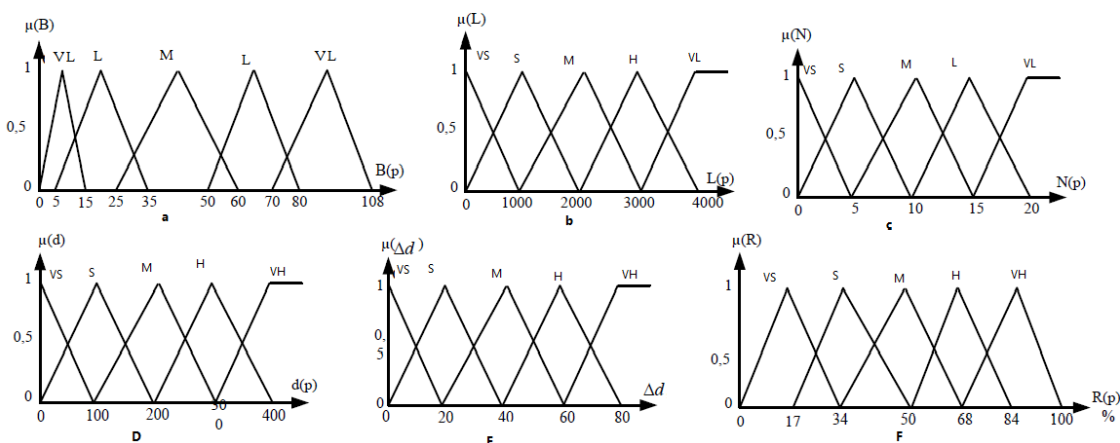 μ(B)
VL L M L VL
1
0,5
0
0 5 15 25 35 50 60 70 80 108
B(p)
a
μ(L)
VS S M H VL
1
0,5
0
0 1000 2000 3000 4000
L(p)
b
μ(N)
VS S M L VL
1
0,5
0
0 5 10 15 20
N(p)
c
μ(d)
VS S M H VH
1
0,5
0
0 100 200 30
0 400
d(p)
D
μ(Δd)
VS S M H VH
1
0,
5
0
0 20 40 60 80
Δd
E
μ(R)
VS S M H VH
1
0,5
0
0 17 34 50 68 84 100
R(p)
%
F